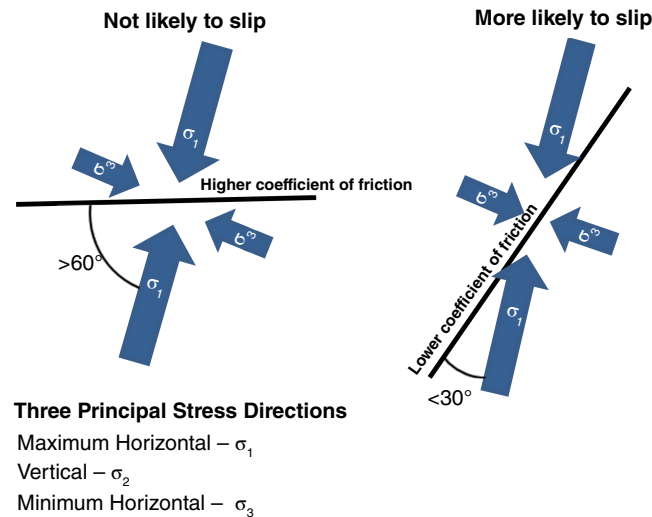 Not likely to slip
More likely to slip
σ1
σ3
Higher coefficient of friction
σ3
>60°
σ1
σ1
σ3
Lower coefficient of friction
σ3
σ1
<30°
Three Principal Stress Directions
Maximum Horizontal – σ1
Vertical – σ2
Minimum Horizontal – σ3